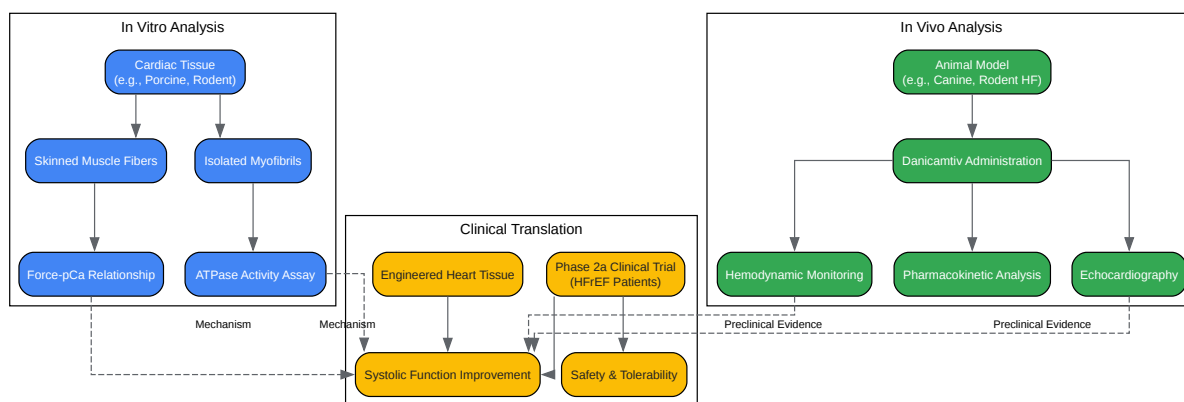 In Vitro Analysis
Cardiac Tissue
(e.g., Porcine, Rodent)
Skinned Muscle Fibers
Isolated Myofibrils
Force-pCa Relationship
ATPase Activity Assay
Mechanism
Mechanism
Clinical Translation
Engineered Heart Tissue
Phase 2a Clinical Trial
(HFrEF Patients)
Systolic Function Improvement
Safety & Tolerability
In Vivo Analysis
Animal Model
(e.g., Canine, Rodent HF)
Danicamtiv Administration
Hemodynamic Monitoring
Pharmacokinetic Analysis
Echocardiography
Preclinical Evidence
Preclinical Evidence